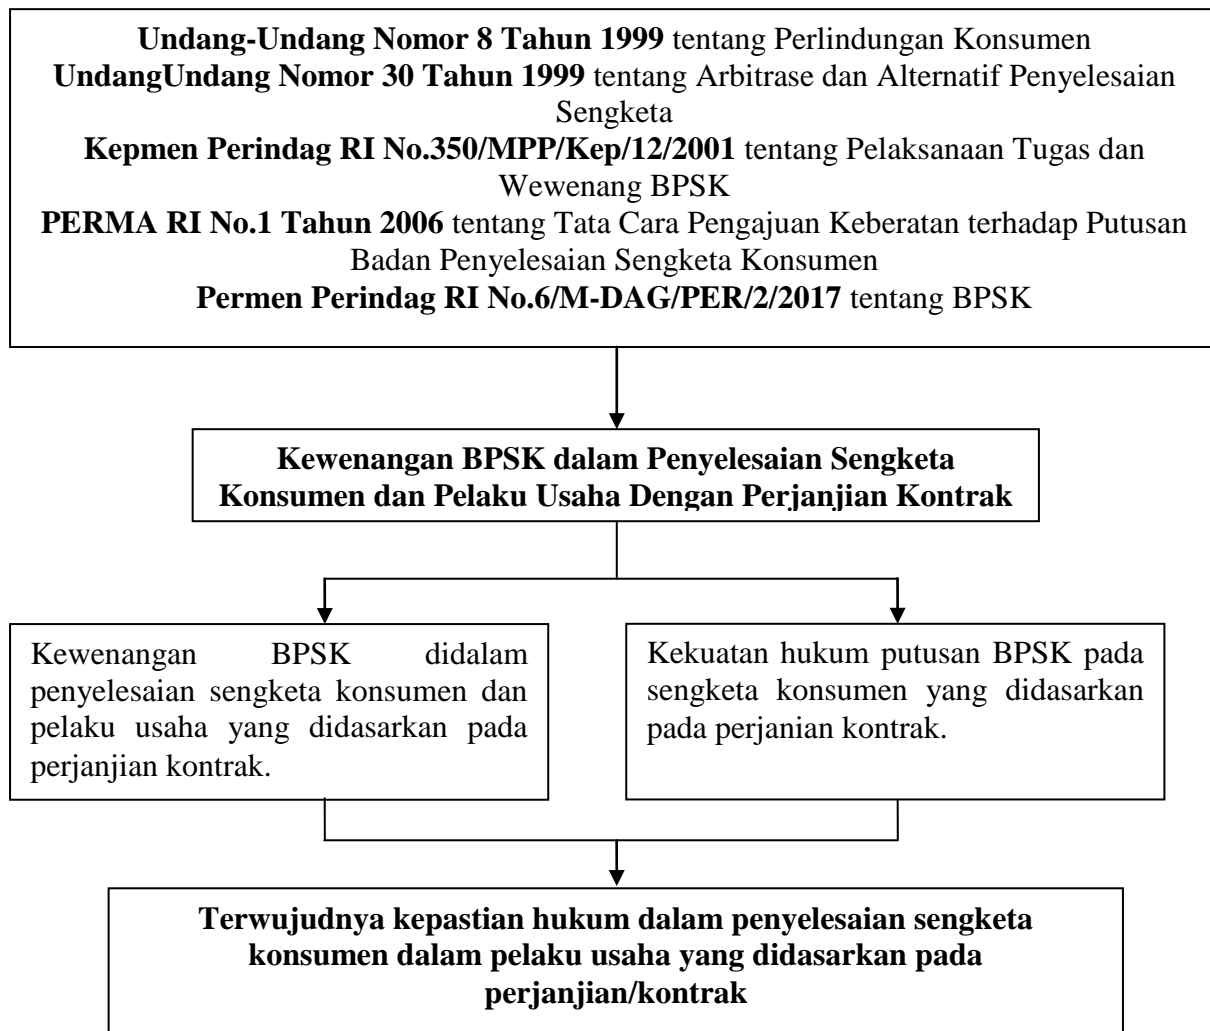 Undang-Undang Nomor 8 Tahun 1999 tentang Perlindungan Konsumen
UndangUndang Nomor 30 Tahun 1999 tentang Arbitrase dan Alternatif Penyelesaian
Sengketa
Kepmen Perindag RI No.350/MPP/Kep/12/2001 tentang Pelaksanaan Tugas dan
Wewenang BPSK
PERMA RI No.1 Tahun 2006 tentang Tata Cara Pengajuan Keberatan terhadap Putusan
Badan Penyelesaian Sengketa Konsumen
Permen Perindag RI No.6/M-DAG/PER/2/2017 tentang BPSK
Kewenangan BPSK dalam Penyelesaian Sengketa
Konsumen dan Pelaku Usaha Dengan Perjanjian Kontrak
Kewenangan BPSK didalam
penyelesaian sengketa konsumen dan
pelaku usaha yang didasarkan pada
perjanjian kontrak.
Kekuatan hukum putusan BPSK pada
sengketa konsumen yang didasarkan
pada perjanian kontrak.
Terwujudnya kepastian hukum dalam penyelesaian sengketa
konsumen dalam pelaku usaha yang didasarkan pada
perjanjian/kontrak